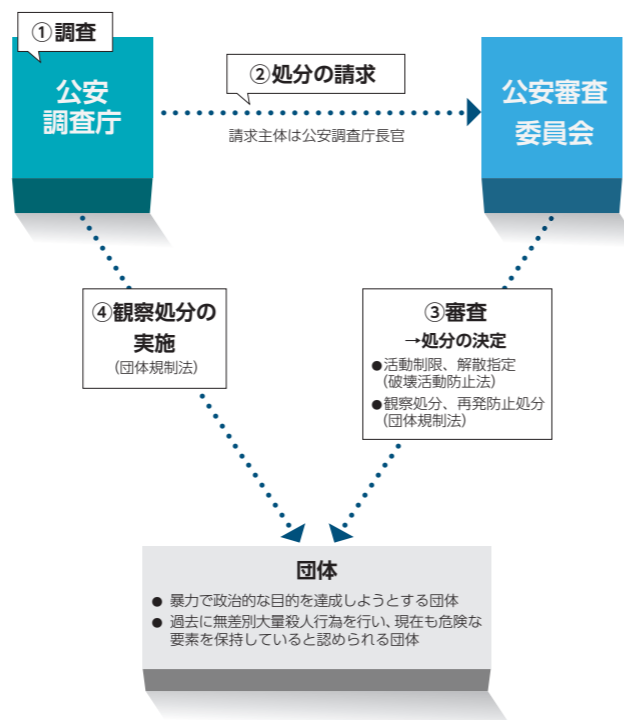 ①調査
公安
調査庁
②処分の請求
請求主体は公安調査庁長官
公安審査
委員会
④観察処分の
実施
(団体規制法)
③審査
→処分の決定
●活動制限、解散指定
(破壊活動防止法)
●観察処分、再発防止処分
(団体規制法)
団体
● 暴力で政治的な目的を達成しようとする団体
● 過去に無差別大量殺人行為を行い、現在も危険な
要素を保持していると認められる団体